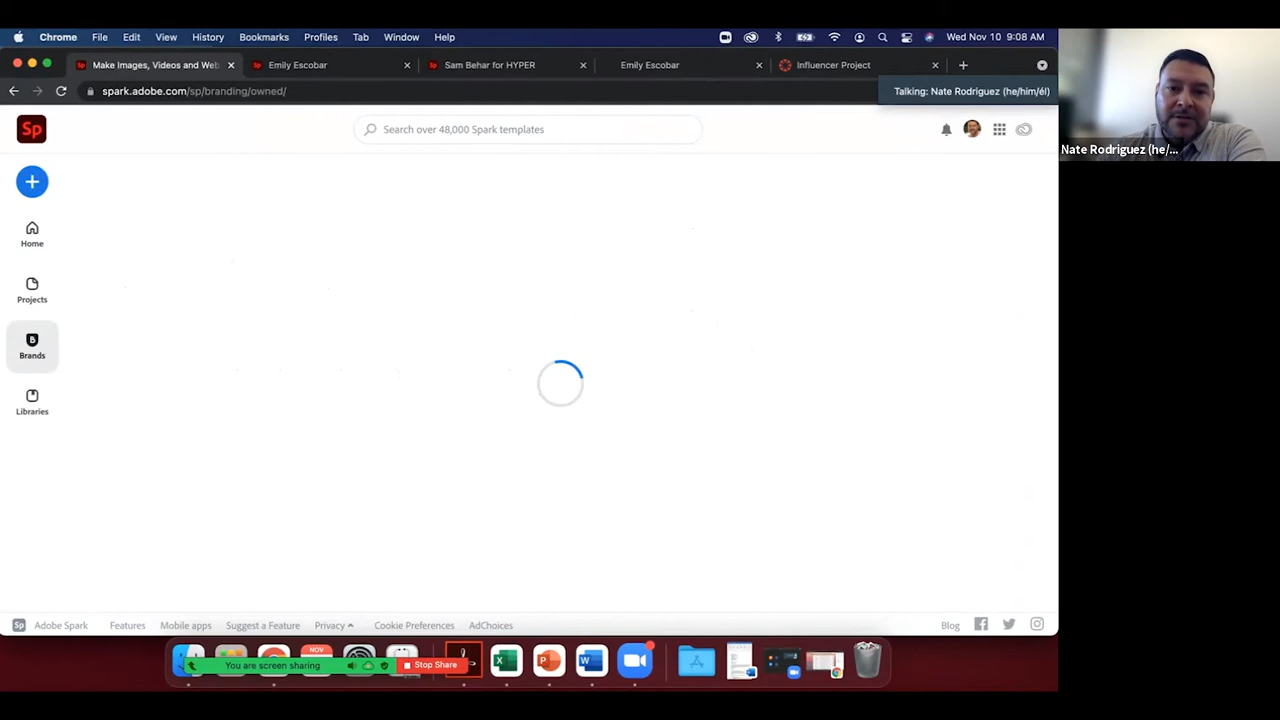 Chrome File Edit View History Bookmarks Profiles Tab Window Help Wed Nov 10 9:08 AM
Make Images, Videos and Web Emily Escobar Sam Behar for HYPER Emily Escobar Influencer Project
spark.adobe.com/sp/branding/owned/
Talking: Nate Rodriguez (he/him/él)
Sp
Search over 48,000 Spark templates
Nate Rodriguez (he/...
Home
Projects
B
Brands
Libraries
Sp Adobe Spark Features Mobile apps Suggest a Feature Privacy Cookie Preferences AdChoices Blog
NOV
You are screen sharing Stop Share
X P W